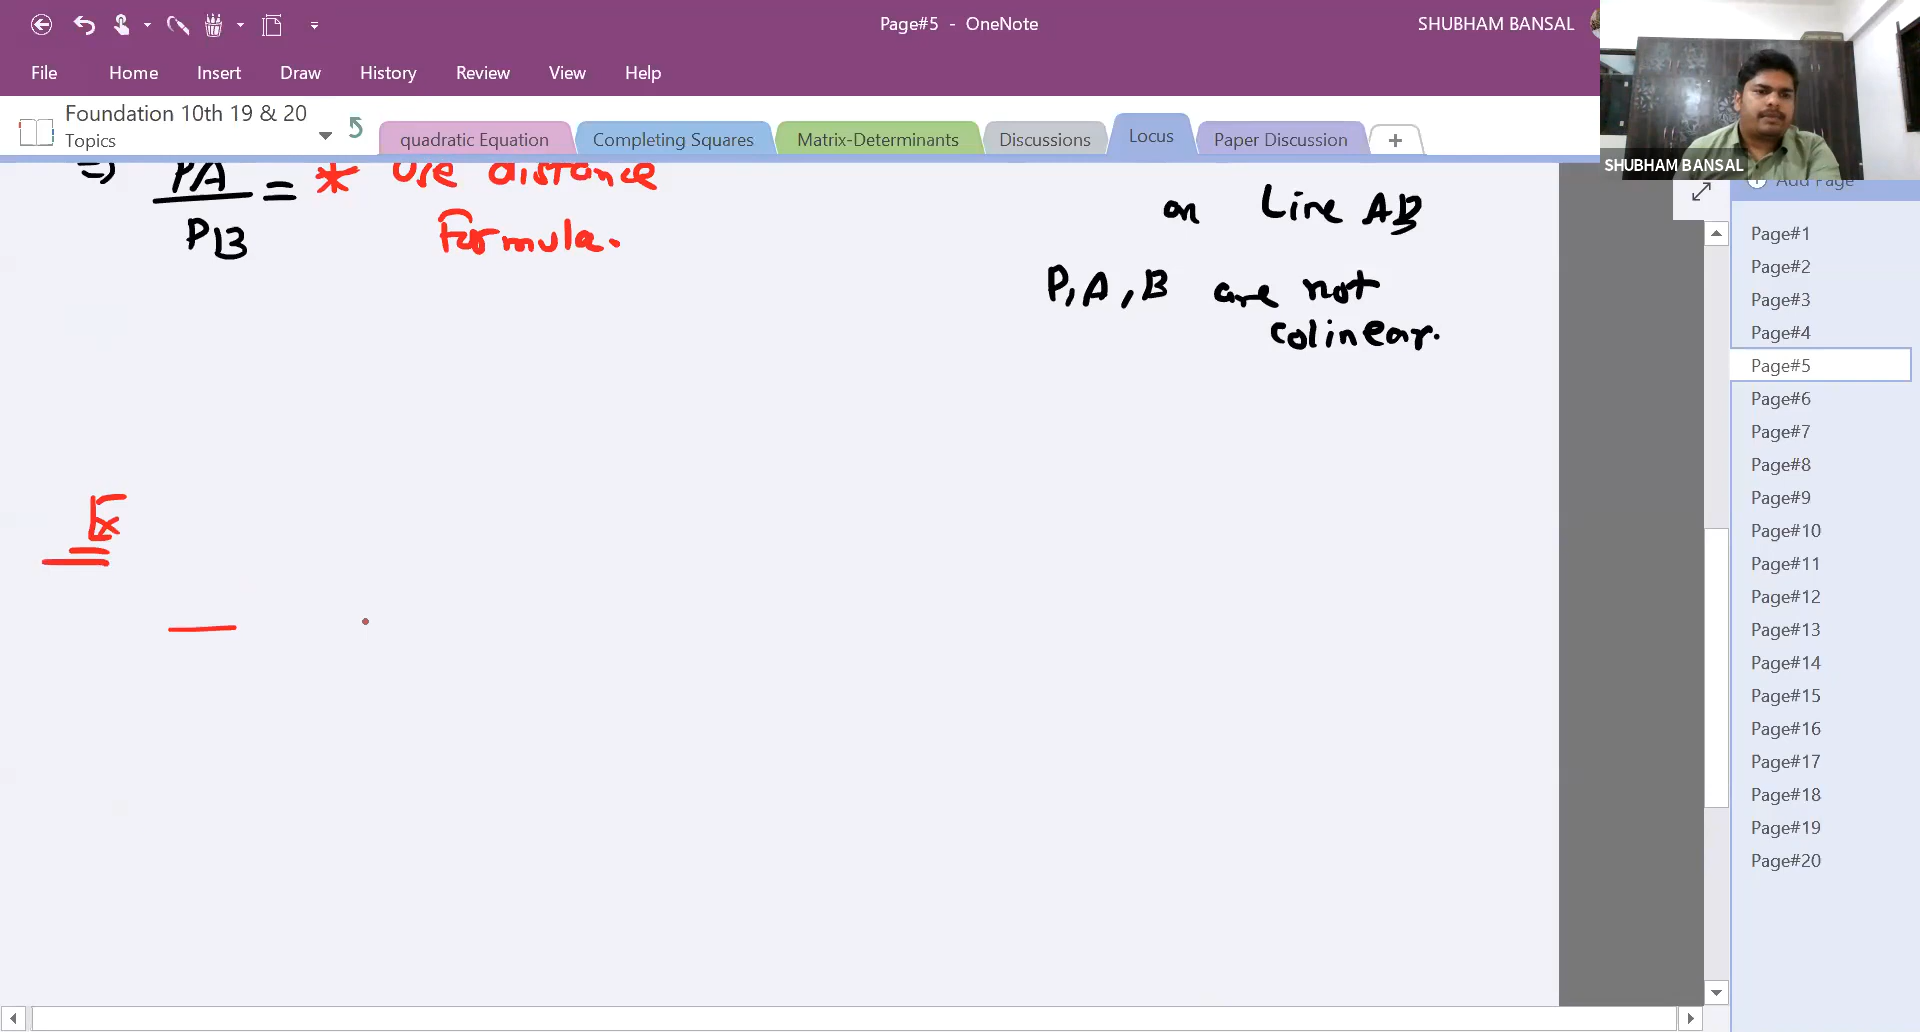 Page#5 - OneNote
SHUBHAM BANSAL
File Home Insert Draw History Review View Help
Foundation 10th 19 & 20
Topics
quadratic Equation
Completing Squares
Matrix-Determinants
Discussions
Locus
Paper Discussion
+
SHUBHAM BANSAL
Add Page
⇒ PA / PB = * Use distance
Formula.
on Line AB
P, A, B are not
colinear.
Ex
Page#1
Page#2
Page#3
Page#4
Page#5
Page#6
Page#7
Page#8
Page#9
Page#10
Page#11
Page#12
Page#13
Page#14
Page#15
Page#16
Page#17
Page#18
Page#19
Page#20